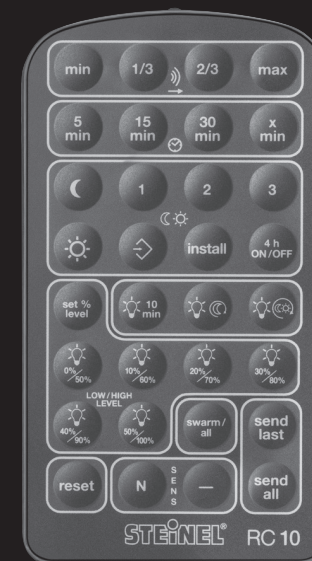 min 1/3 2/3 max
5 min 15 min 30 min x min
1 2 3
install 4 h ON/OFF
set % level 10 min
0%/50% 10%/60% 20%/70% 30%/80%
LOW/HIGH LEVEL
40%/90% 50%/100% swarm/all send last
reset N SENS – send all
STEINEL® RC 10